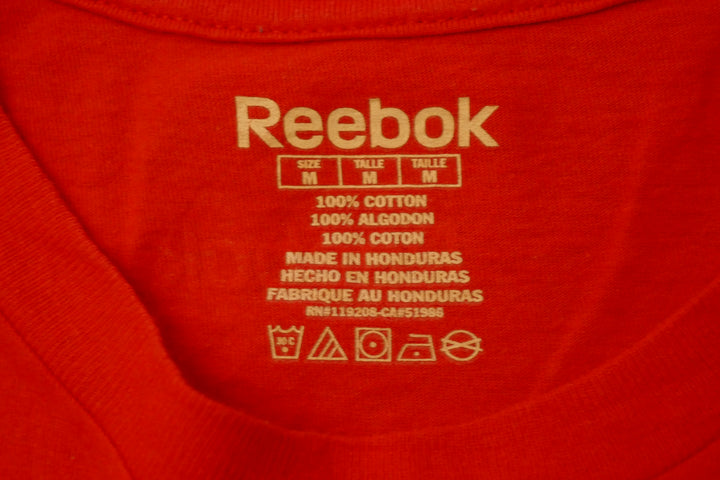 Reebok
SIZE TALLE TAILLE
M M M
100% COTTON
100% ALGODON
100% COTON
MADE IN HONDURAS
HECHO EN HONDURAS
FABRIQUE AU HONDURAS
RN#119208-CA#51986
30 C